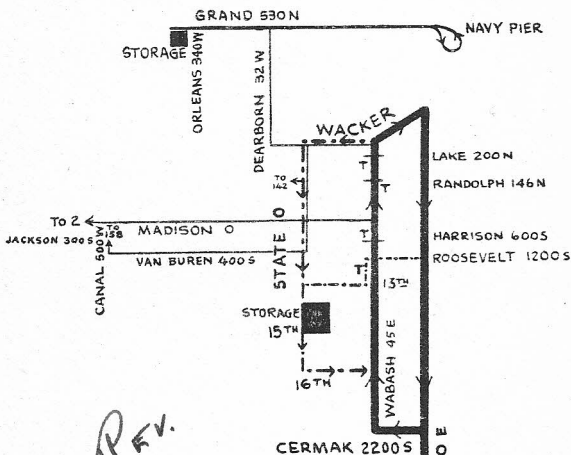 GRAND 530N
NAVY PIER
STORAGE
ORLEANS 340W
DEARBORN 32W
WACKER
LAKE 200N
T
TO
142
T
RANDOLPH 146N
STATE 0
TO 2
MADISON 0
TO
158
JACKSON 300S
CANAL 500W
VAN BUREN 400S
T
HARRISON 600S
T
ROOSEVELT 1200S
13TH
STORAGE
15TH
WABASH 45E
16TH
REV.
CERMAK 2200S
O E